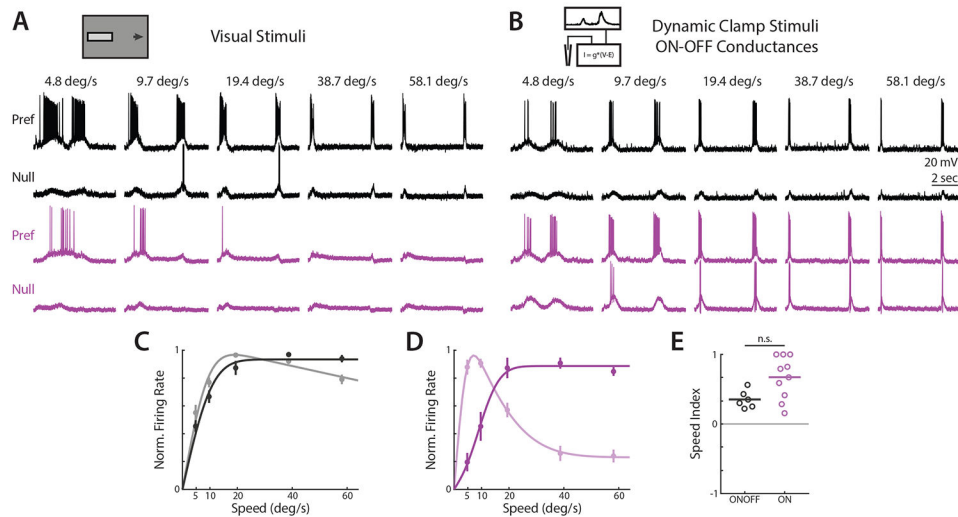 A
Visual Stimuli
4.8 deg/s 9.7 deg/s 19.4 deg/s 38.7 deg/s 58.1 deg/s
Pref
Null
Pref
Null
B
I = g*(V-E)
Dynamic Clamp Stimuli
ON-OFF Conductances
4.8 deg/s 9.7 deg/s 19.4 deg/s 38.7 deg/s 58.1 deg/s
20 mV
2 sec
C
Norm. Firing Rate
1
0
5 10 20 40 60
Speed (deg/s)
D
Norm. Firing Rate
1
0
5 10 20 40 60
Speed (deg/s)
E
n.s.
Speed Index
1
0
-1
ONOFF ON